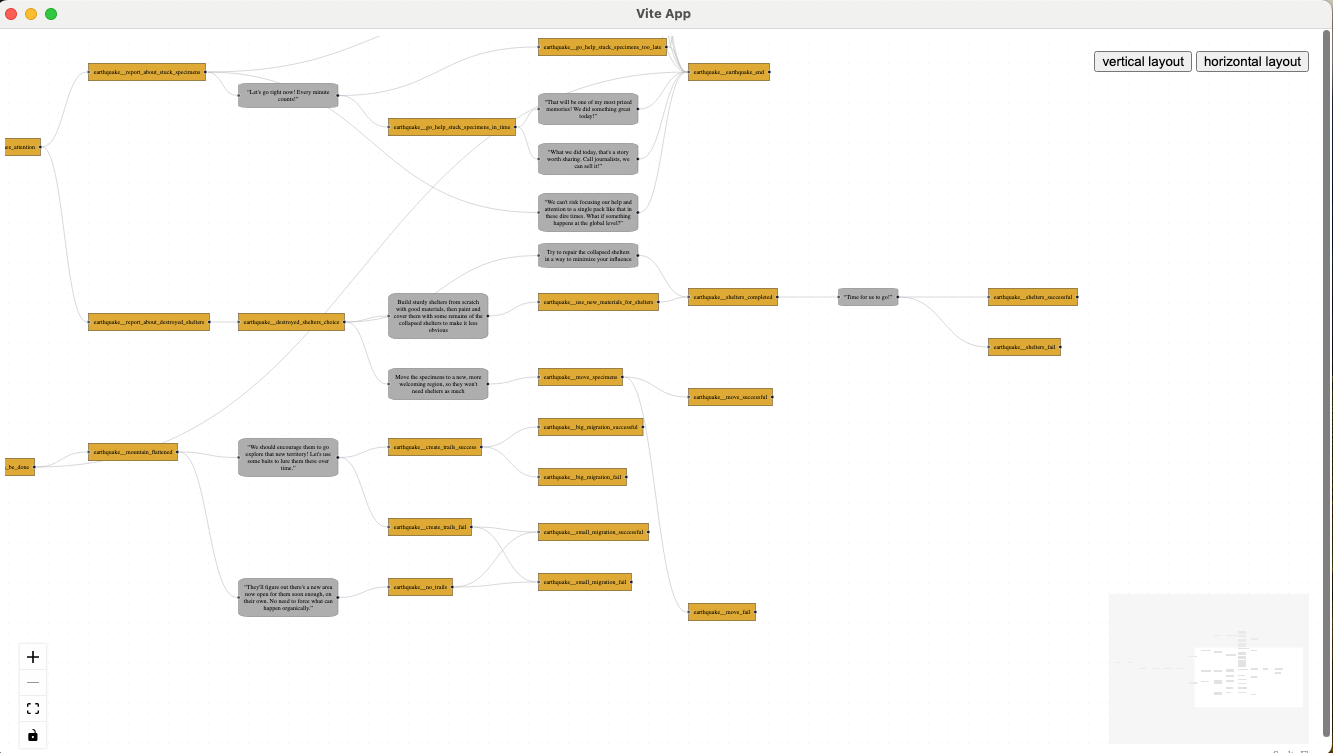 Vite App
vertical layout
horizontal layout
earthquake__go_help_stuck_specimens_too_late
earthquake__report_about_stuck_specimens
earthquake__earthquake_end
"Let's go right now! Every minute
counts!"
"That will be one of my most prized
memories! We did something great
today!"
earthquake__go_help_stuck_specimens_in_time
es_attention
"What we did today, that's a story
worth sharing. Call journalists, we
can sell it!"
"We can't risk focusing our help and
attention to a single pack like that in
these dire times. What if something
happens at the global level?"
Try to repair the collapsed shelters
in a way to minimize your influence
Build sturdy shelters from scratch
with good materials, then paint and
cover them with some remains of the
collapsed shelters to make it less
obvious
earthquake__use_new_materials_for_shelters
earthquake__shelters_completed
"Time for us to go!"
earthquake__shelters_successful
earthquake__report_about_destroyed_shelters
earthquake__destroyed_shelters_choice
earthquake__shelters_fail
Move the specimens to a new, more
welcoming region, so they won't
need shelters as much
earthquake__move_specimens
earthquake__move_successful
earthquake__big_migration_successful
earthquake__mountain_flattened
"We should encourage them to go
explore that new territory! Let's use
some baits to lure them there over
time."
earthquake__create_trails_success
_be_done
earthquake__big_migration_fail
earthquake__create_trails_fail
earthquake__small_migration_successful
"They'll figure out there's a new area
now open for them soon enough, on
their own. No need to force what can
happen organically."
earthquake__no_trails
earthquake__small_migration_fail
earthquake__move_fail